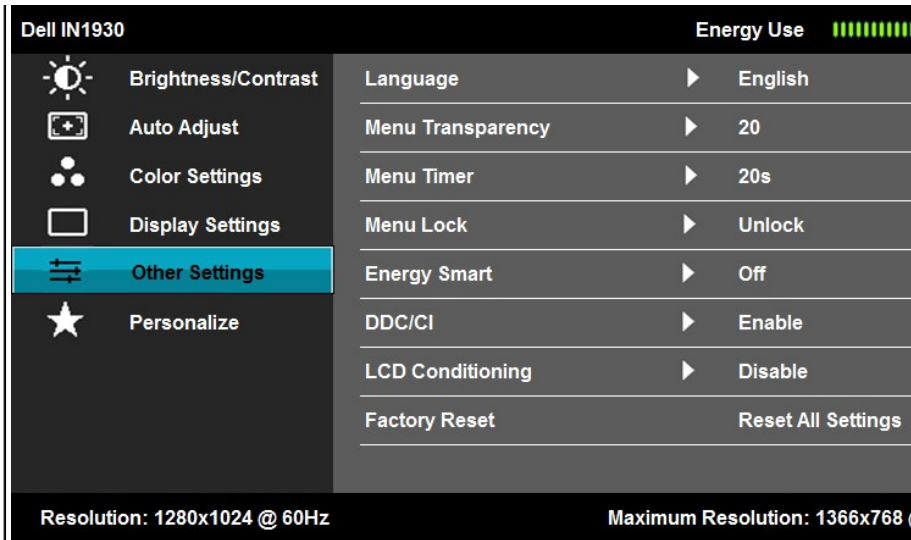 Dell IN1930 Energy Use
Brightness/Contrast
Auto Adjust
Color Settings
Display Settings
Other Settings
Personalize
Language English
Menu Transparency 20
Menu Timer 20s
Menu Lock Unlock
Energy Smart Off
DDC/CI Enable
LCD Conditioning Disable
Factory Reset Reset All Settings
Resolution: 1280x1024 @ 60Hz Maximum Resolution: 1366x768